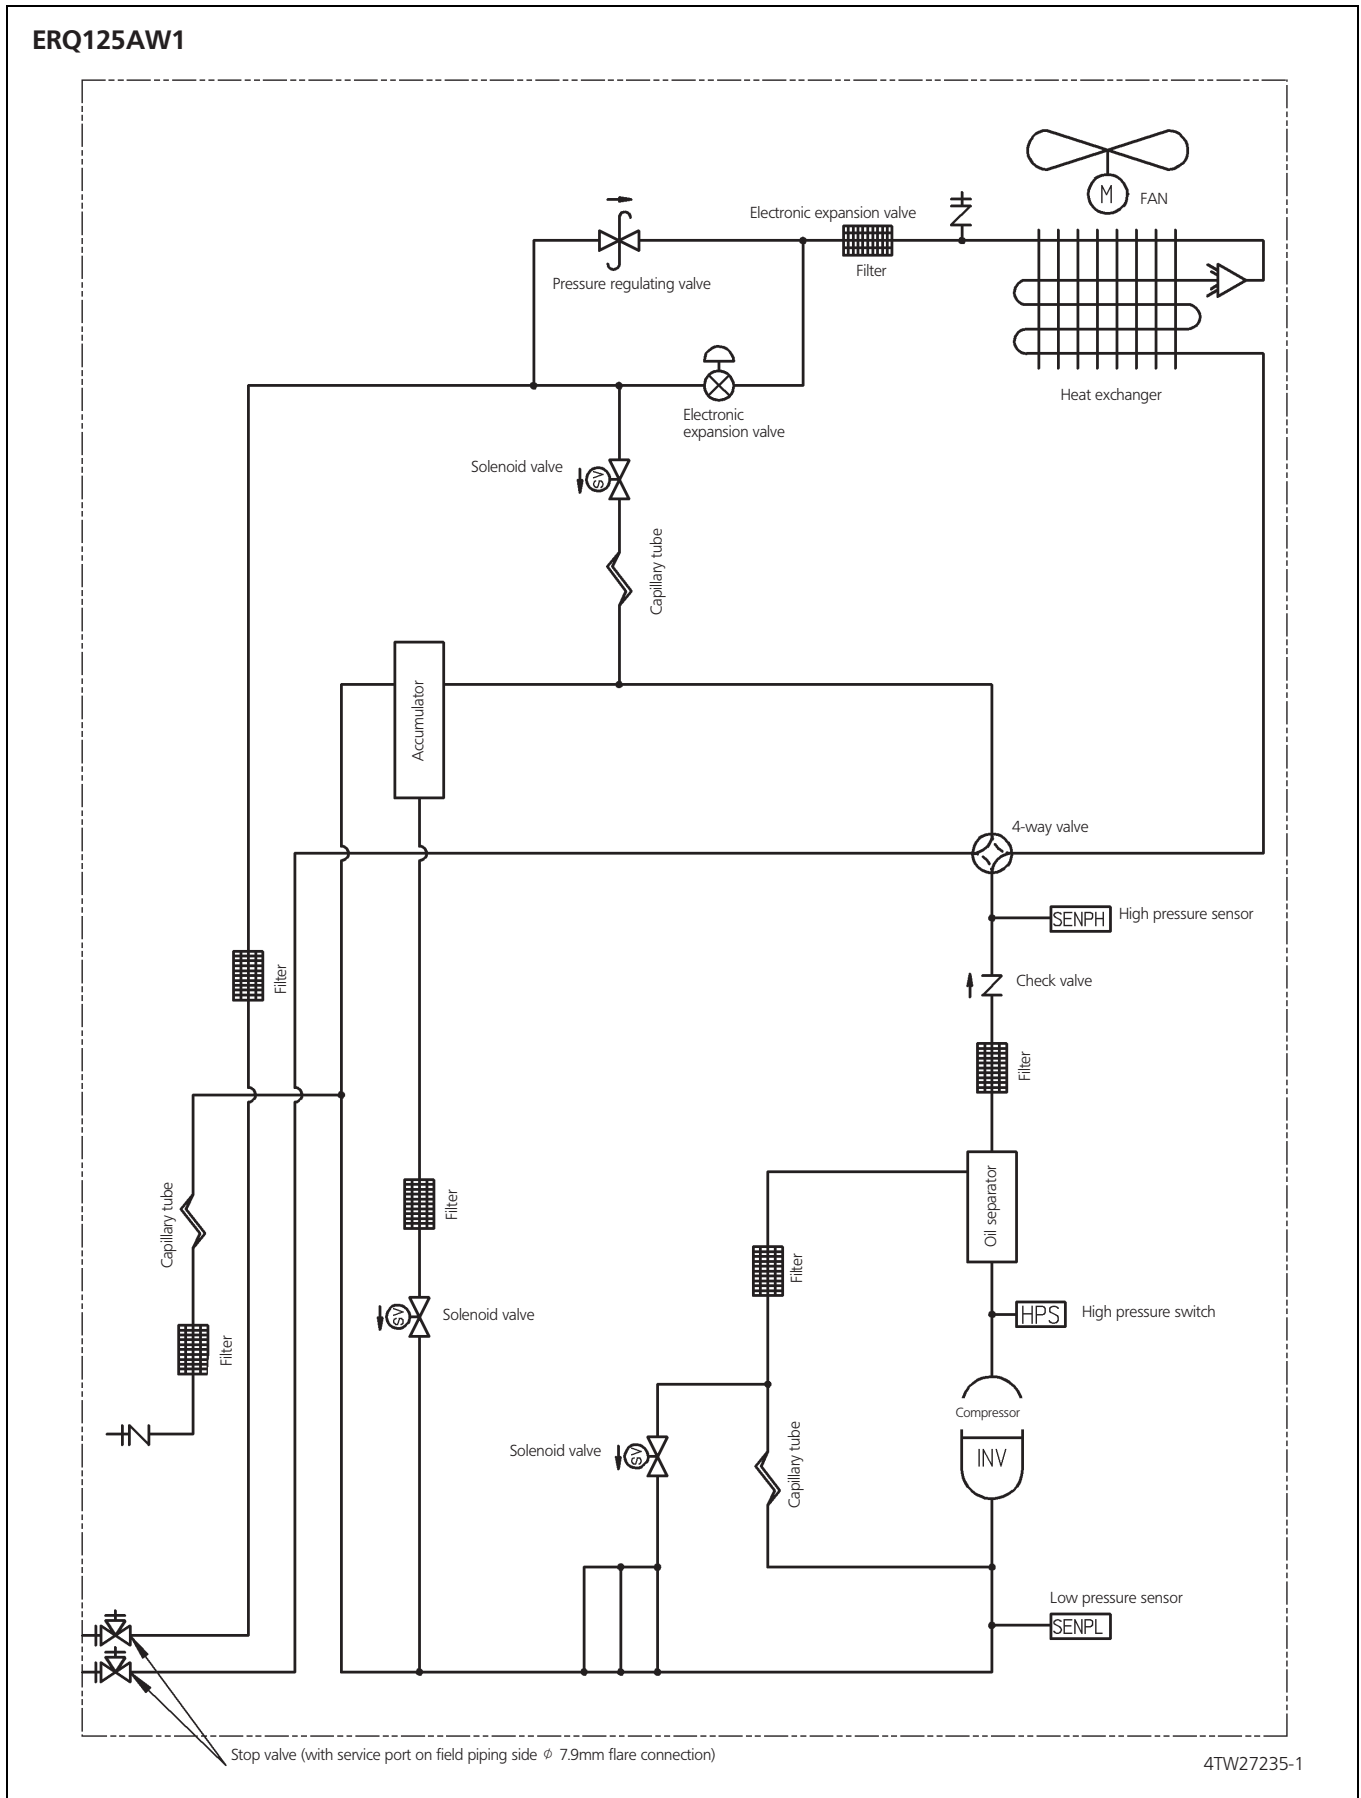 ERQ125AW1
M
FAN
Electronic expansion valve
Filter
Pressure regulating valve
Heat exchanger
Electronic
expansion valve
Solenoid valve
SV
Capillary tube
Accumulator
4-way valve
SENPH
High pressure sensor
Filter
Check valve
Filter
Capillary tube
Filter
Oil separator
Filter
SV
Solenoid valve
HPS
High pressure switch
Filter
Compressor
INV
Solenoid valve
SV
Capillary tube
Low pressure sensor
SENPL
Stop valve (with service port on field piping side ϕ 7.9mm flare connection)
4TW27235-1